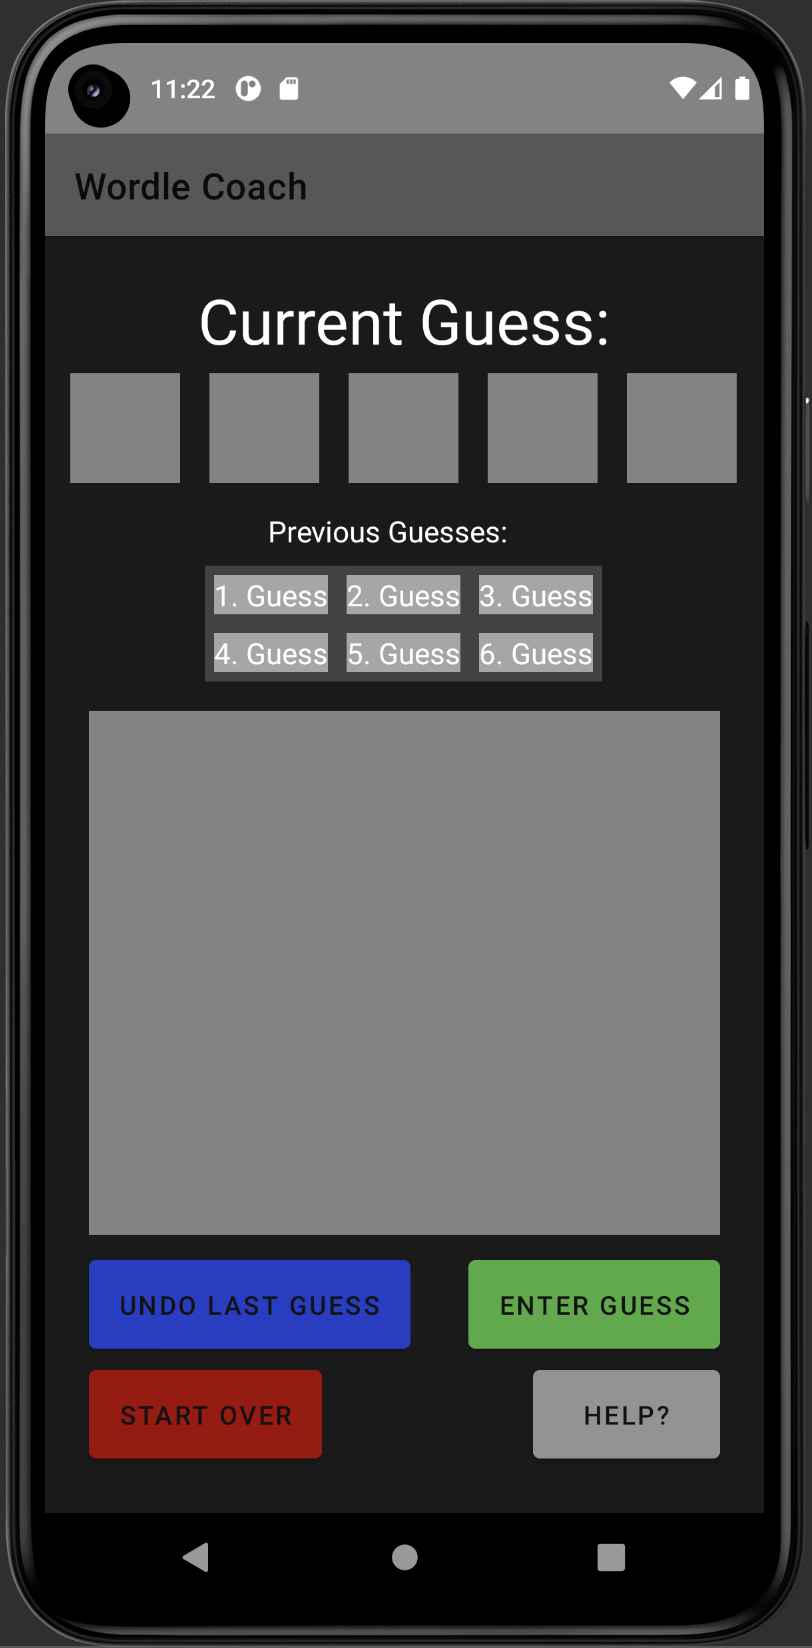 11:22
Wordle Coach
Current Guess:
Previous Guesses:
1. Guess 2. Guess 3. Guess
4. Guess 5. Guess 6. Guess
UNDO LAST GUESS ENTER GUESS
START OVER HELP?